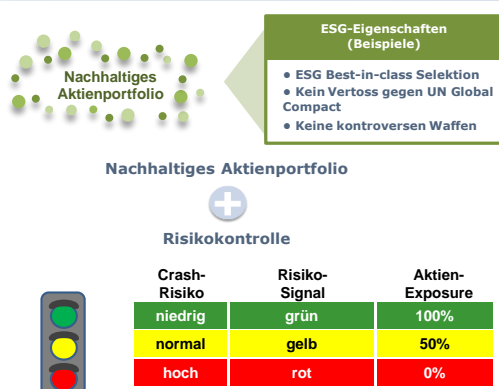 Nachhaltiges
Aktienportfolio
ESG-Eigenschaften
(Beispiele)
● ESG Best-in-class Selektion
● Kein Vertoss gegen UN Global
Compact
● Keine kontroversen Waffen
Nachhaltiges Aktienportfolio
+
Risikokontrolle
Crash-
Risiko
Risiko-
Signal
Aktien-
Exposure
niedrig grün 100%
normal gelb 50%
hoch rot 0%